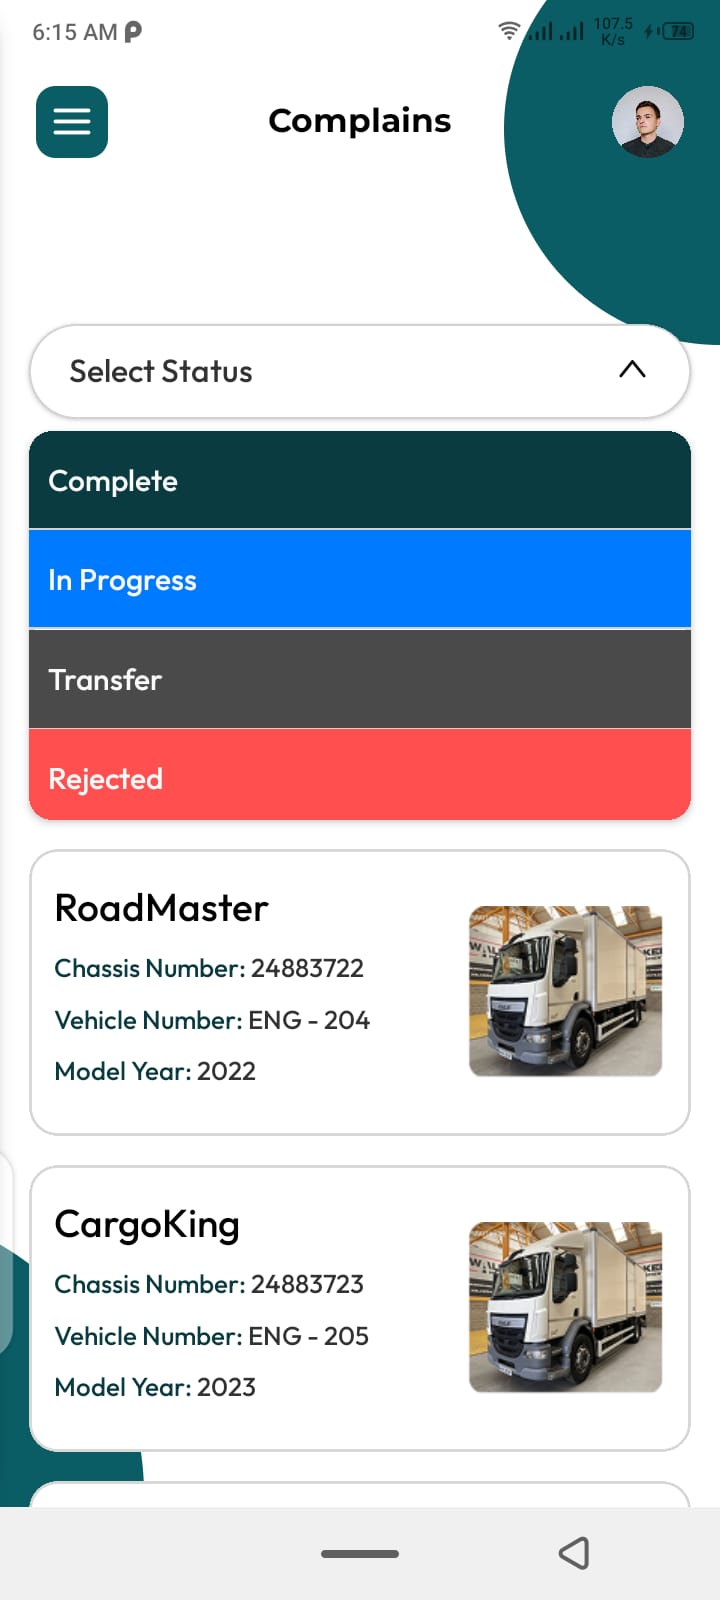 6:15 AM
107.5
K/s
74
Complains
Select Status
Complete
In Progress
Transfer
Rejected
RoadMaster
Chassis Number: 24883722
Vehicle Number: ENG - 204
Model Year: 2022
CargoKing
Chassis Number: 24883723
Vehicle Number: ENG - 205
Model Year: 2023